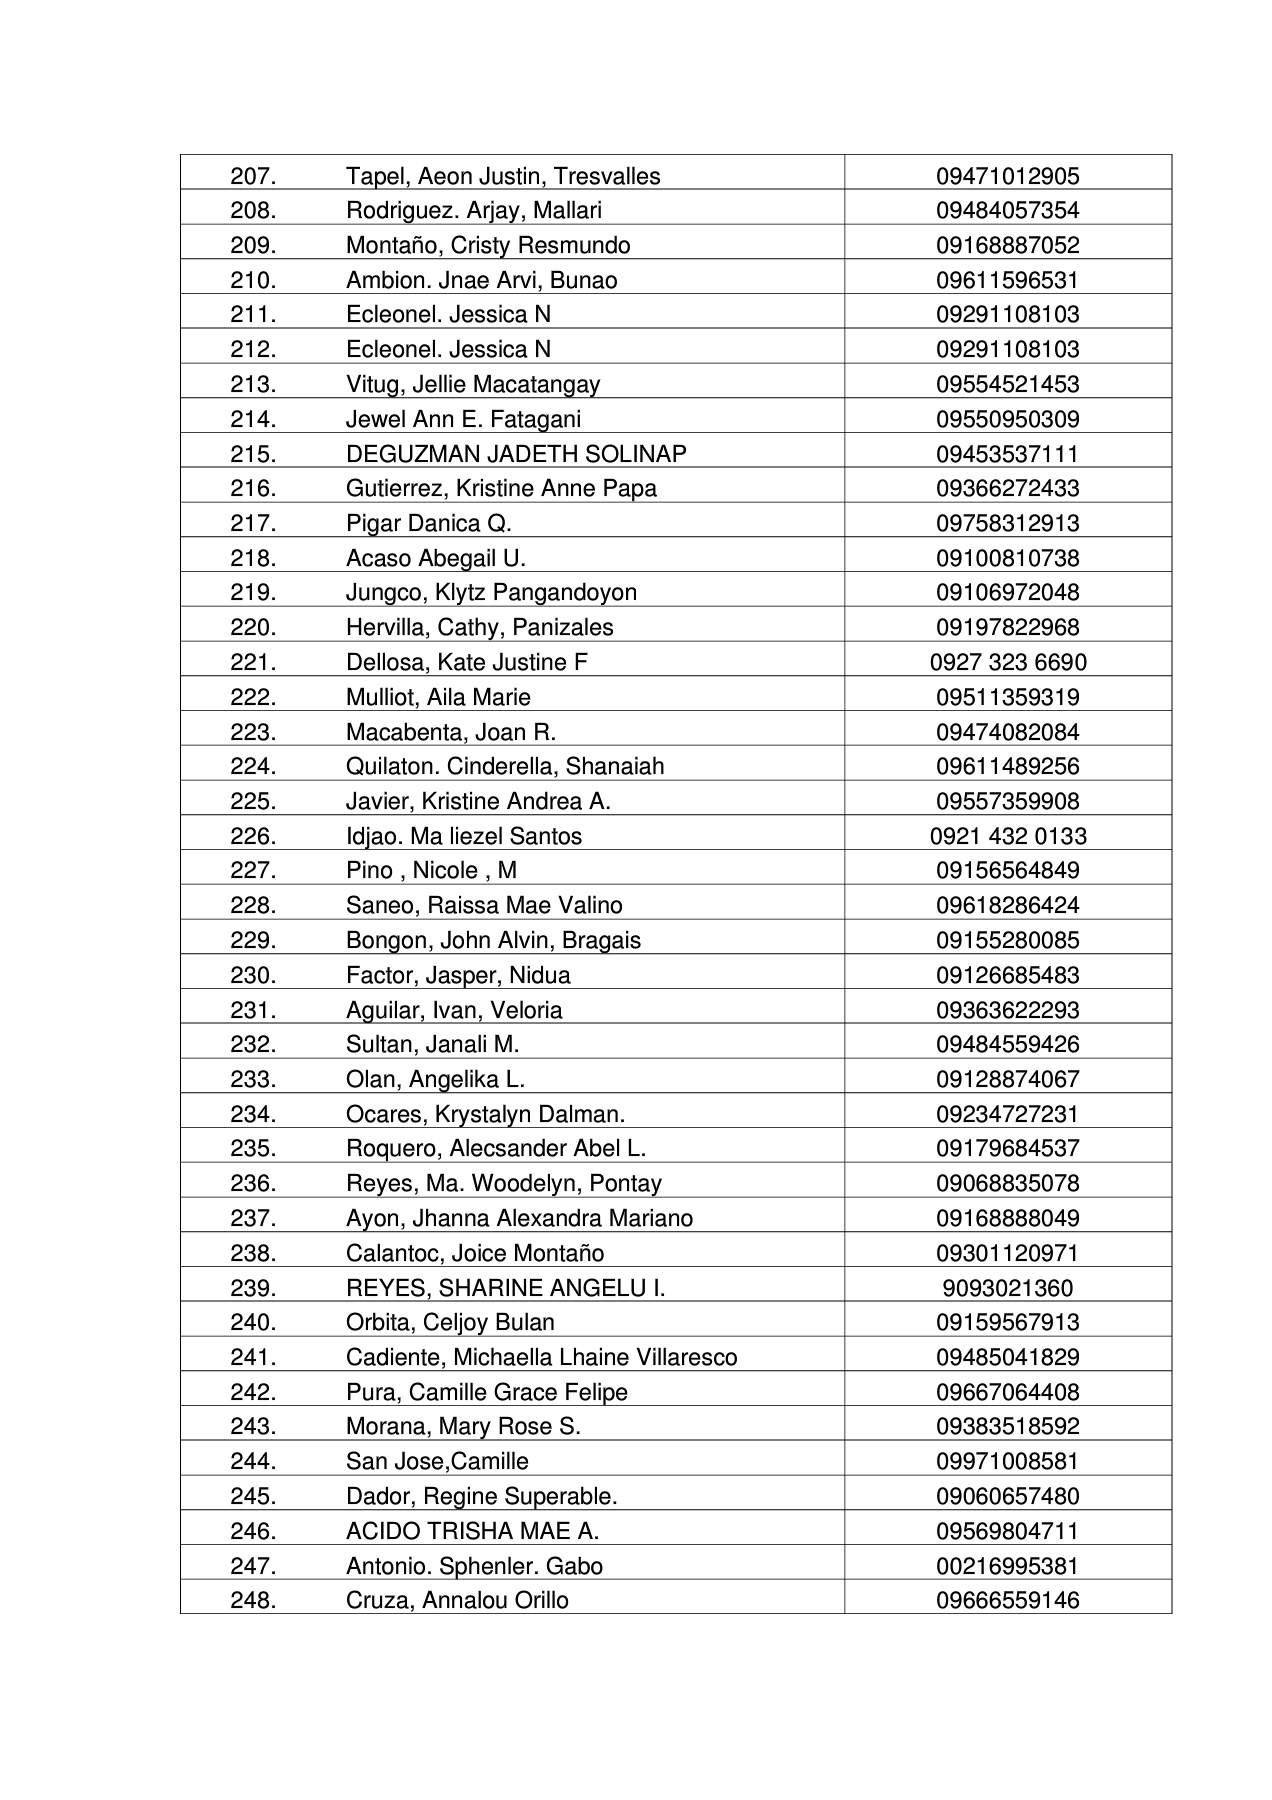 207. Tapel, Aeon Justin, Tresvalles 09471012905
208. Rodriguez. Arjay, Mallari 09484057354
209. Montaño, Cristy Resmundo 09168887052
210. Ambion. Jnae Arvi, Bunao 09611596531
211. Ecleonel. Jessica N 09291108103
212. Ecleonel. Jessica N 09291108103
213. Vitug, Jellie Macatangay 09554521453
214. Jewel Ann E. Fatagani 09550950309
215. DEGUZMAN JADETH SOLINAP 09453537111
216. Gutierrez, Kristine Anne Papa 09366272433
217. Pigar Danica Q. 09758312913
218. Acaso Abegail U. 09100810738
219. Jungco, Klytz Pangandoyon 09106972048
220. Hervilla, Cathy, Panizales 09197822968
221. Dellosa, Kate Justine F 0927 323 6690
222. Mulliot, Aila Marie 09511359319
223. Macabenta, Joan R. 09474082084
224. Quilaton. Cinderella, Shanaiah 09611489256
225. Javier, Kristine Andrea A. 09557359908
226. Idjao. Ma liezel Santos 0921 432 0133
227. Pino , Nicole , M 09156564849
228. Saneo, Raissa Mae Valino 09618286424
229. Bongon, John Alvin, Bragais 09155280085
230. Factor, Jasper, Nidua 09126685483
231. Aguilar, Ivan, Veloria 09363622293
232. Sultan, Janali M. 09484559426
233. Olan, Angelika L. 09128874067
234. Ocares, Krystalyn Dalman. 09234727231
235. Roquero, Alecsander Abel L. 09179684537
236. Reyes, Ma. Woodelyn, Pontay 09068835078
237. Ayon, Jhanna Alexandra Mariano 09168888049
238. Calantoc, Joice Montaño 09301120971
239. REYES, SHARINE ANGELU I. 9093021360
240. Orbita, Celjoy Bulan 09159567913
241. Cadiente, Michaella Lhaine Villaresco 09485041829
242. Pura, Camille Grace Felipe 09667064408
243. Morana, Mary Rose S. 09383518592
244. San Jose,Camille 09971008581
245. Dador, Regine Superable. 09060657480
246. ACIDO TRISHA MAE A. 09569804711
247. Antonio. Sphenler. Gabo 00216995381
248. Cruza, Annalou Orillo 09666559146